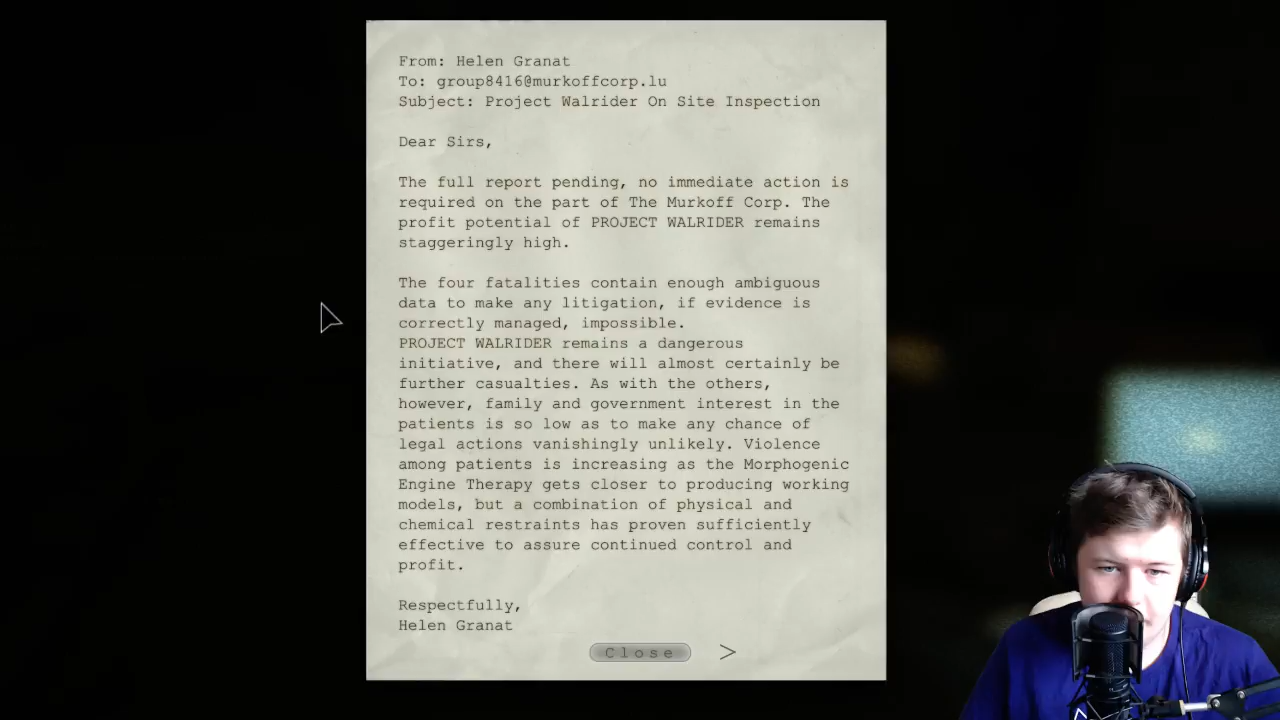 From: Helen Granat
To: group8416@murkoffcorp.lu
Subject: Project Walrider On Site Inspection
Dear Sirs,
The full report pending, no immediate action is
required on the part of The Murkoff Corp. The
profit potential of PROJECT WALRIDER remains
staggeringly high.
The four fatalities contain enough ambiguous
data to make any litigation, if evidence is
correctly managed, impossible.
PROJECT WALRIDER remains a dangerous
initiative, and there will almost certainly be
further casualties. As with the others,
however, family and government interest in the
patients is so low as to make any chance of
legal actions vanishingly unlikely. Violence
among patients is increasing as the Morphogenic
Engine Therapy gets closer to producing working
models, but a combination of physical and
chemical restraints has proven sufficiently
effective to assure continued control and
profit.
Respectfully,
Helen Granat
Close >